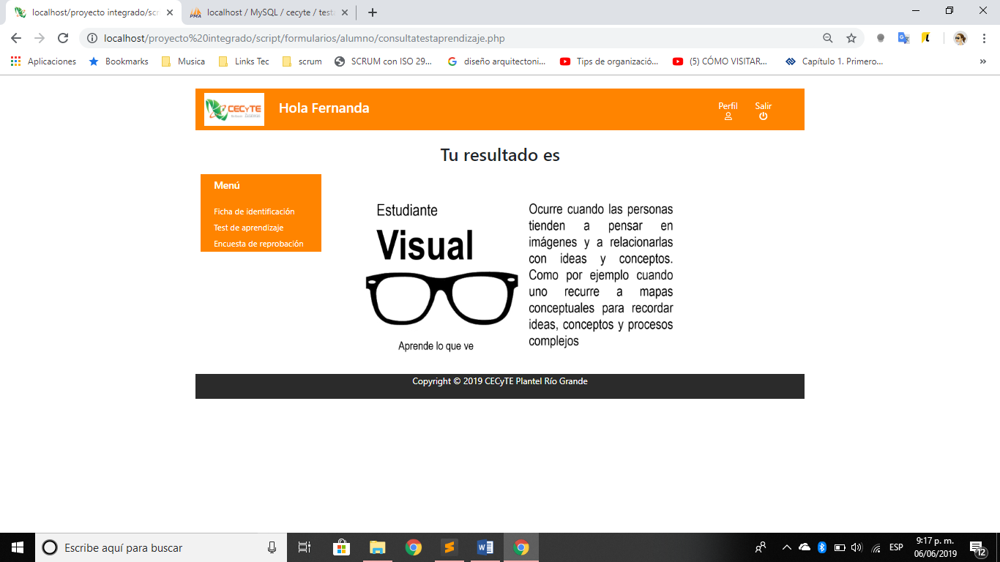 localhost/proyecto integrado/scr
localhost / MySQL / cecyte / test
localhost/proyecto%20integrado/script/formularios/alumno/consultatestaprendizaje.php
Aplicaciones
Bookmarks
Musica
Links Tec
scrum
SCRUM con ISO 29...
diseño arquitectoni...
Tips de organizació...
(5) CÓMO VISITAR...
Capítulo 1. Primero...
»
CECyTE
Hola Fernanda
Perfil
Salir
Tu resultado es
Menú
Ficha de identificación
Test de aprendizaje
Encuesta de reprobación
Estudiante
Visual
Aprende lo que ve
Ocurre cuando las personas
tienden a pensar en
imágenes y a relacionarlas
con ideas y conceptos.
Como por ejemplo cuando
uno recurre a mapas
conceptuales para recordar
ideas, conceptos y procesos
complejos
Copyright © 2019 CECyTE Plantel Río Grande
Escribe aquí para buscar
ESP
9:17 p. m.
06/06/2019
12